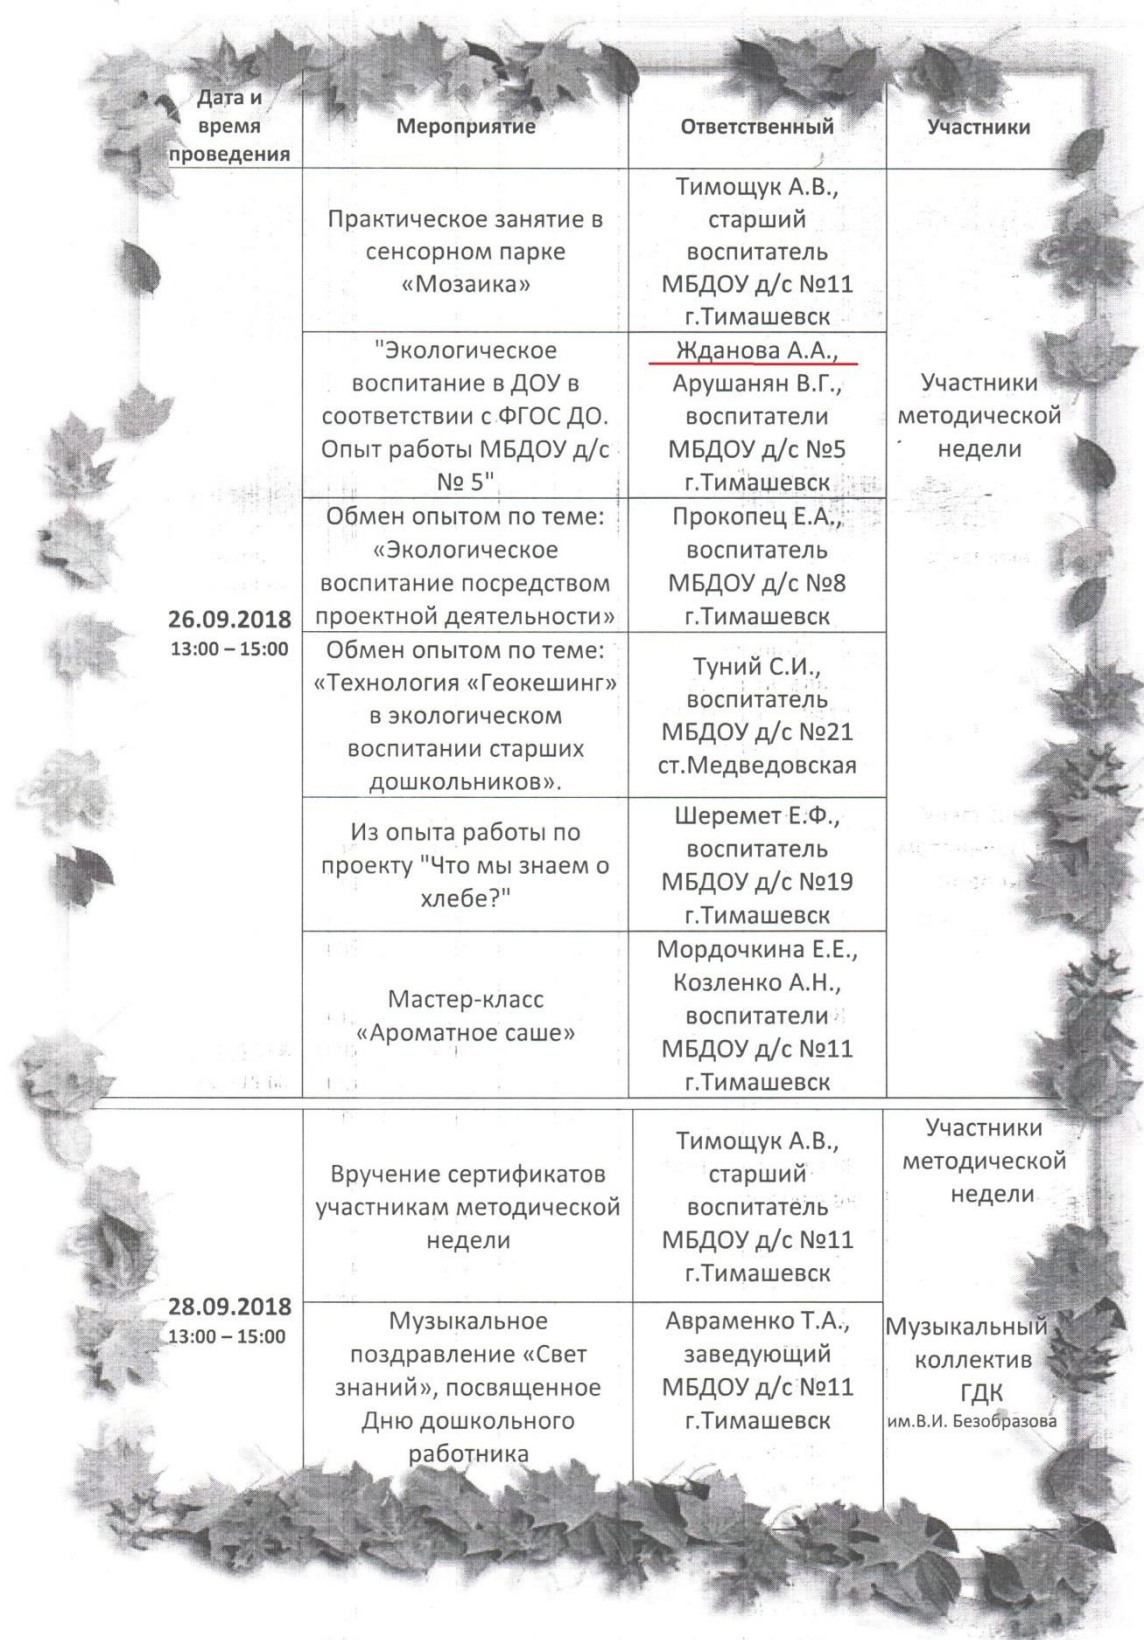 Дата и
время
проведения
Мероприятие
Ответственный
Участники
26.09.2018
13:00 – 15:00
Практическое занятие в
сенсорном парке
«Мозаика»
Тимощук А.В.,
старший
воспитатель
МБДОУ д/с №11
г.Тимашевск
Участники
методической
недели
"Экологическое
воспитание в ДОУ в
соответствии с ФГОС ДО.
Опыт работы МБДОУ д/с
№ 5"
Жданова А.А.,
Арушанян В.Г.,
воспитатели
МБДОУ д/с №5
г.Тимашевск
Обмен опытом по теме:
«Экологическое
воспитание посредством
проектной деятельности»
Прокопец Е.А.,
воспитатель
МБДОУ д/с №8
г.Тимашевск
Обмен опытом по теме:
«Технология «Геокешинг»
в экологическом
воспитании старших
дошкольников».
Туний С.И.,
воспитатель
МБДОУ д/с №21
ст.Медведовская
Из опыта работы по
проекту "Что мы знаем о
хлебе?"
Шеремет Е.Ф.,
воспитатель
МБДОУ д/с №19
г.Тимашевск
Мастер-класс
«Ароматное саше»
Мордочкина Е.Е.,
Козленко А.Н.,
воспитатели
МБДОУ д/с №11
г.Тимашевск
28.09.2018
13:00 – 15:00
Вручение сертификатов
участникам методической
недели
Тимощук А.В.,
старший
воспитатель
МБДОУ д/с №11
г.Тимашевск
Участники
методической
недели
Музыкальное
поздравление «Свет
знаний», посвященное
Дню дошкольного
работника
Авраменко Т.А.,
заведующий
МБДОУ д/с №11
г.Тимашевск
Музыкальный
коллектив
ГДК
им.В.И. Безобразова